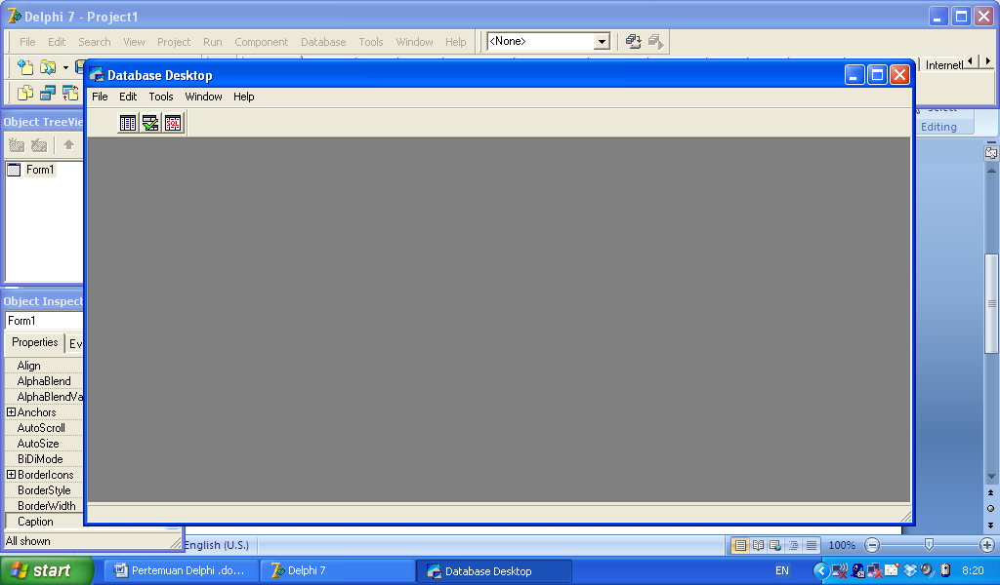 Delphi 7 - Project1
File Edit Search View Project Run Component Database Tools Window Help
<None>
Internet
Database Desktop
File Edit Tools Window Help
Object TreeVie
Form1
Editing
Object Inspect
Form1
Properties Ev
Align
AlphaBlend
AlphaBlendVa
Anchors
AutoScroll
AutoSize
BiDiMode
BorderIcons
BorderStyle
BorderWidth
Caption
All shown
English (U.S.)
100%
start
Pertemuan Delphi .do...
Delphi 7
Database Desktop
EN
8:20